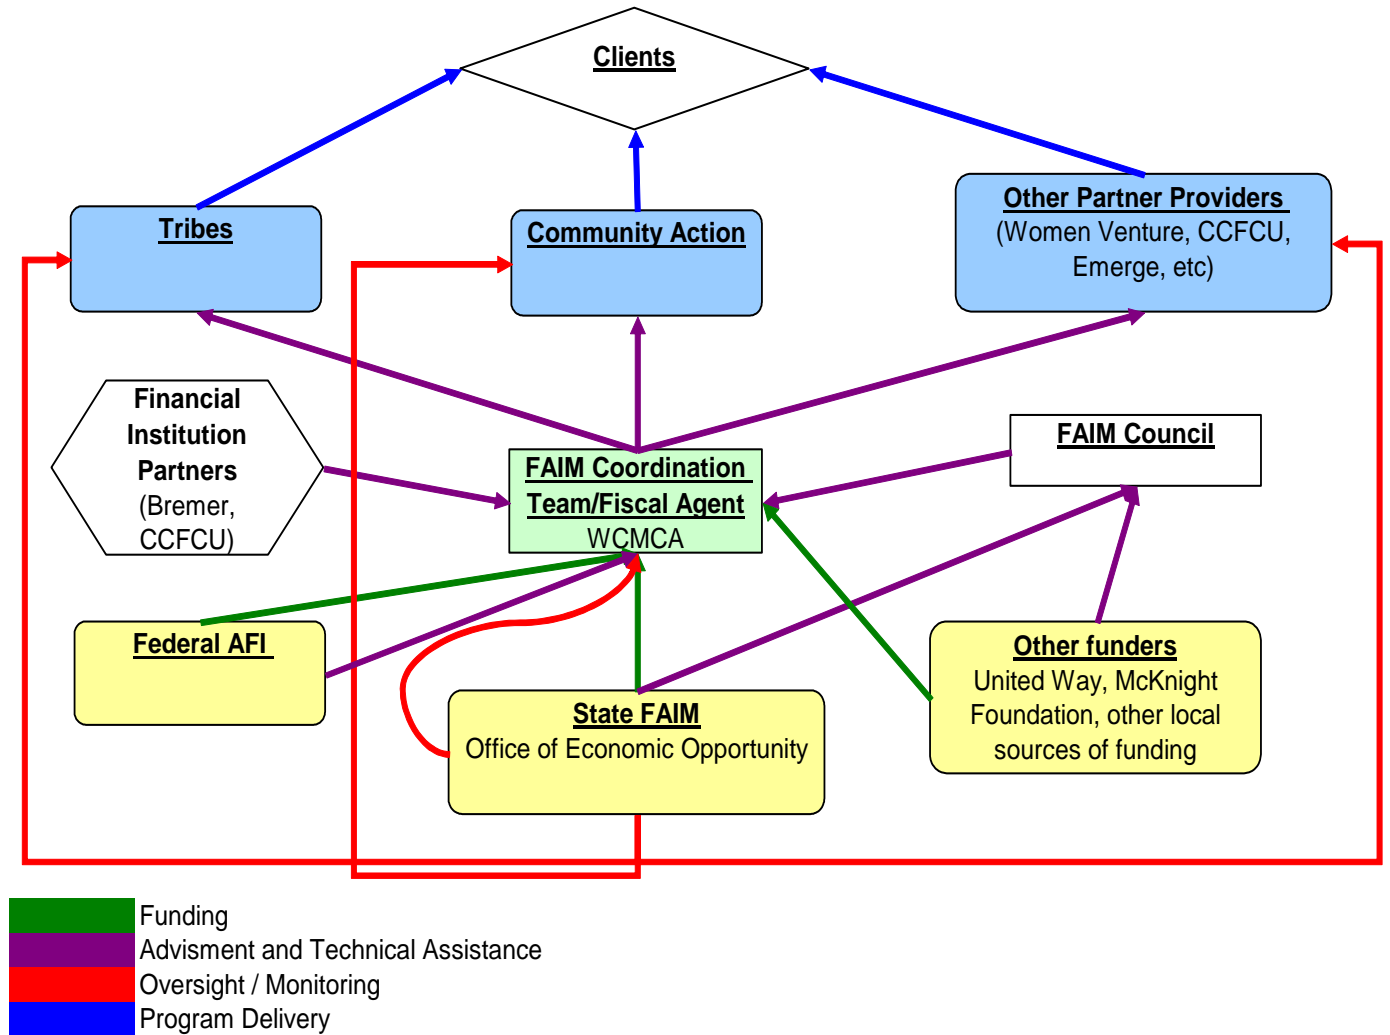 Clients
Tribes
Community Action
Other Partner Providers
(Women Venture, CCFCU,
Emerge, etc)
Financial
Institution
Partners
(Bremer,
CCFCU)
FAIM Coordination
Team/Fiscal Agent
WCMCA
FAIM Council
Federal AFI
State FAIM
Office of Economic Opportunity
Other funders
United Way, McKnight
Foundation, other local
sources of funding
Funding
Advisment and Technical Assistance
Oversight / Monitoring
Program Delivery